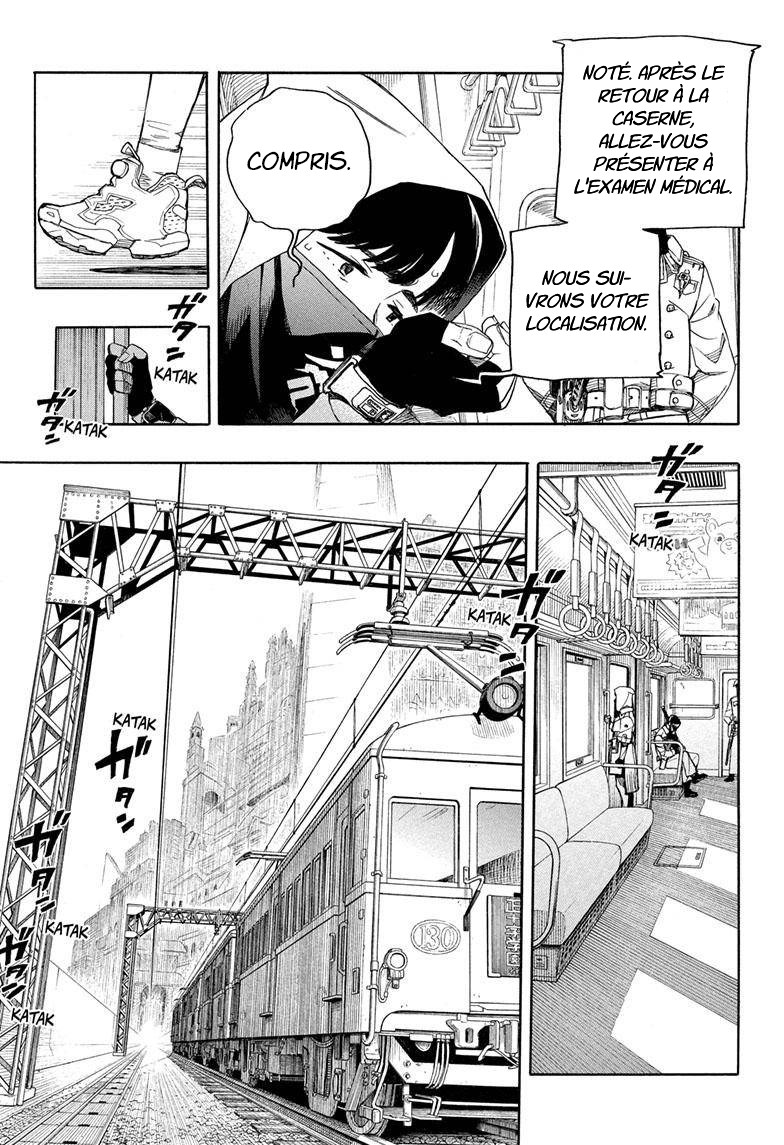 NOTÉ. APRÈS LE
RETOUR À LA
CASERNE,
ALLEZ-VOUS
PRÉSENTER À
L'EXAMEN MÉDICAL.
NOUS SUI-
VRONS VOTRE
LOCALISATION.
COMPRIS.
ガタン
KATAK
ガタン
KATAK
ガタン
KATAK
ガタン
KATAK
KATAK
ガタン
ガタン
KATAK
ガタン
KATAK
130